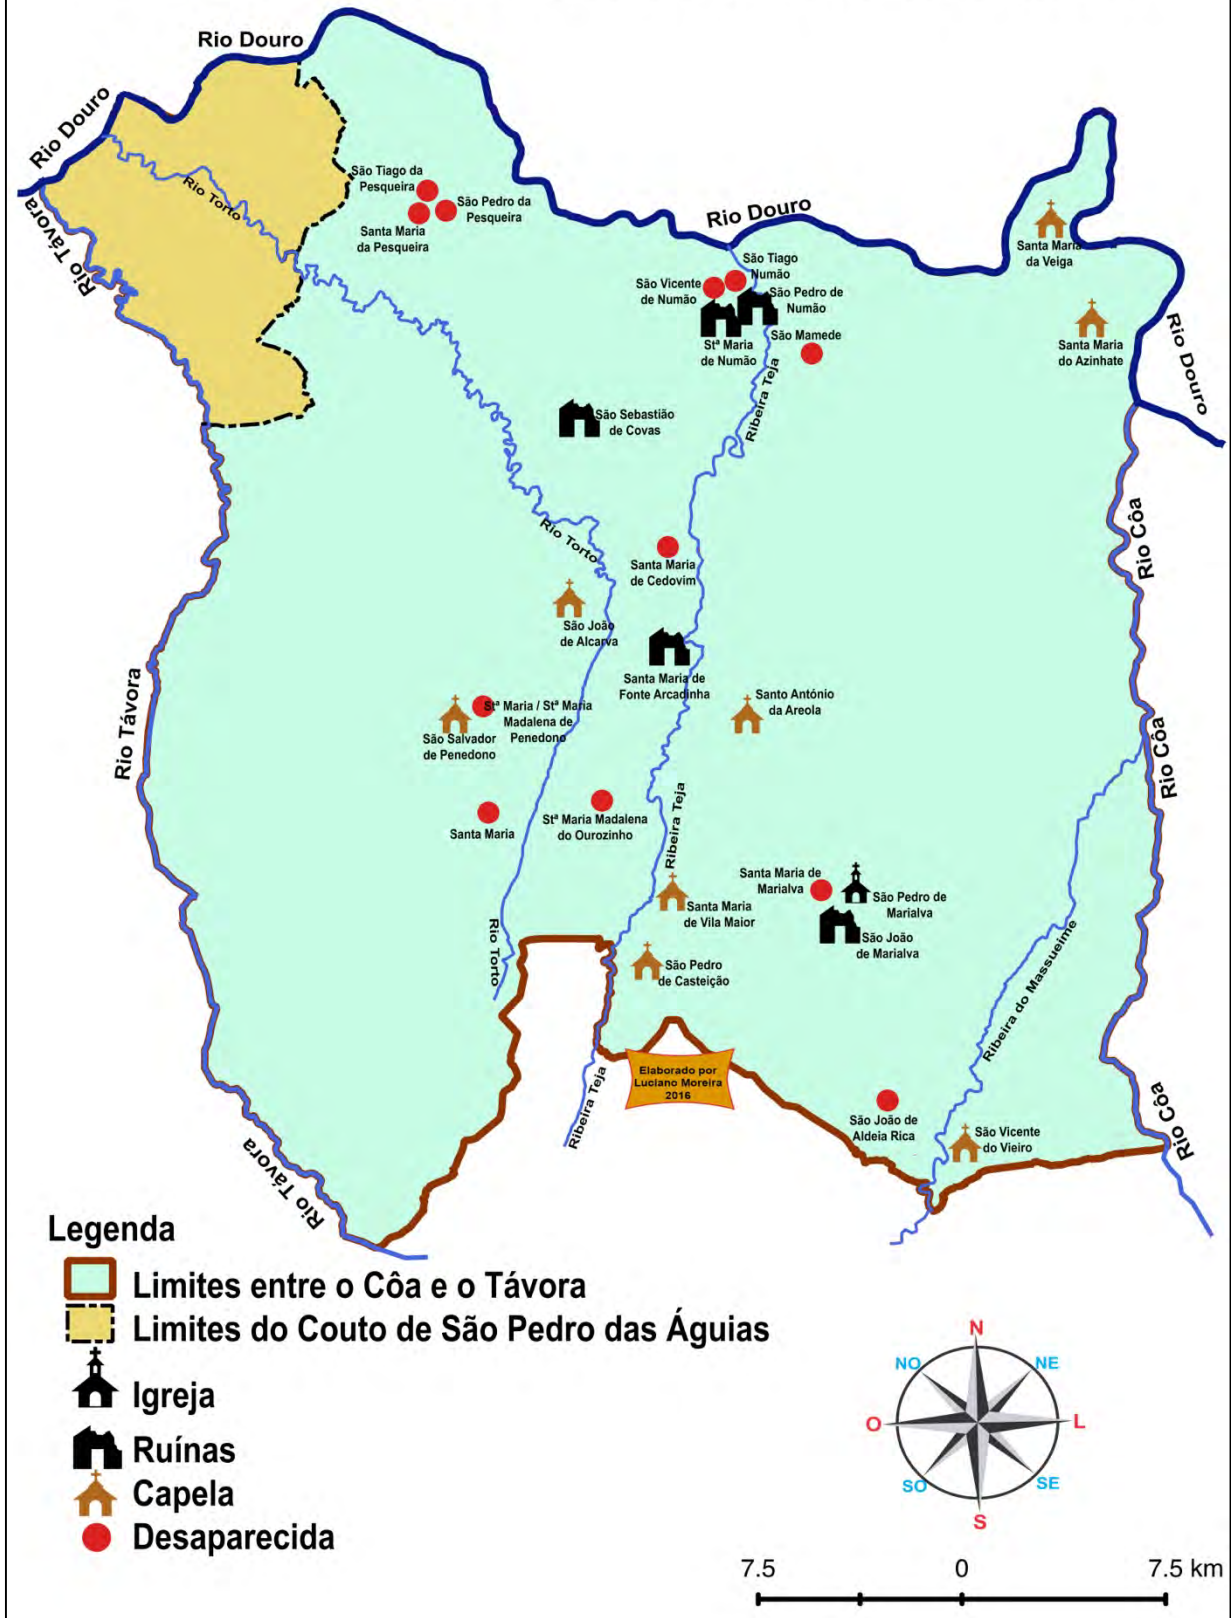 Rio Douro
Rio Douro
Rio Torto
Rio Távora
São Tiago da
Pesqueira
São Pedro da
Pesqueira
Santa Maria
da Pesqueira
Rio Douro
Santa Maria
da Veiga
São Tiago
Numão
São Vicente
de Numão
São Pedro de
Numão
Stª Maria
de Numão
São Mamede
Santa Maria
do Azinhate
Rio Douro
Ribeira Teja
São Sebastião
de Covas
Rio Torto
Santa Maria
de Cedovim
Rio Côa
São João
de Alcarva
Santa Maria de
Fonte Arcadinha
Santo António
da Areola
Stª Maria / Stª Maria
Madalena de
Penedono
São Salvador
de Penedono
Rio Távora
Rio Côa
Santa Maria
Stª Maria Madalena
do Ourozinho
Ribeira Teja
Santa Maria de
Marialva
São Pedro de
Marialva
Santa Maria
de Vila Maior
São João
de Marialva
Rio Torto
São Pedro
de Casteição
Ribeira do Massueime
Elaborado por
Luciano Moreira
2016
Ribeira Teja
São João de
Aldeia Rica
São Vicente
do Vieiro
Rio Côa
Rio Távora
Legenda
Limites entre o Côa e o Távora
Limites do Couto de São Pedro das Águias
Igreja
Ruínas
Capela
Desaparecida
N
NO
NE
O
L
SO
SE
S
7.5 0 7.5 km